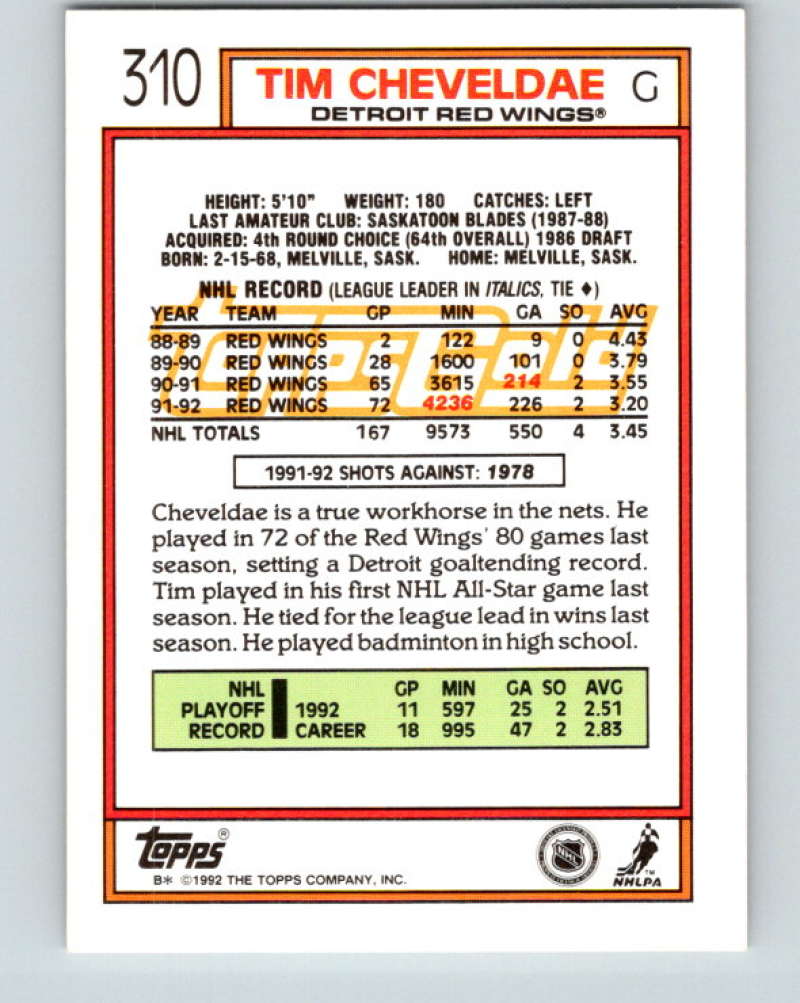 310
TIM CHEVELDAE G
DETROIT RED WINGS®
HEIGHT: 5'10" WEIGHT: 180 CATCHES: LEFT
LAST AMATEUR CLUB: SASKATOON BLADES (1987-88)
ACQUIRED: 4th ROUND CHOICE (64th OVERALL) 1986 DRAFT
BORN: 2-15-68, MELVILLE, SASK. HOME: MELVILLE, SASK.
NHL RECORD (LEAGUE LEADER IN ITALICS, TIE ♦)
YEAR TEAM GP MIN GA SO AVG
88-89 RED WINGS 2 122 9 0 4.43
89-90 RED WINGS 28 1600 101 0 3.79
90-91 RED WINGS 65 3615 214 2 3.55
91-92 RED WINGS 72 4236 226 2 3.20
NHL TOTALS 167 9573 550 4 3.45
Topps Gold
1991-92 SHOTS AGAINST: 1978
Cheveldae is a true workhorse in the nets. He
played in 72 of the Red Wings' 80 games last
season, setting a Detroit goaltending record.
Tim played in his first NHL All-Star game last
season. He tied for the league lead in wins last
season. He played badminton in high school.
NHL GP MIN GA SO AVG
PLAYOFF 1992 11 597 25 2 2.51
RECORD CAREER 18 995 47 2 2.83
Topps®
B* ©1992 THE TOPPS COMPANY, INC.
NHL
NHLPA™